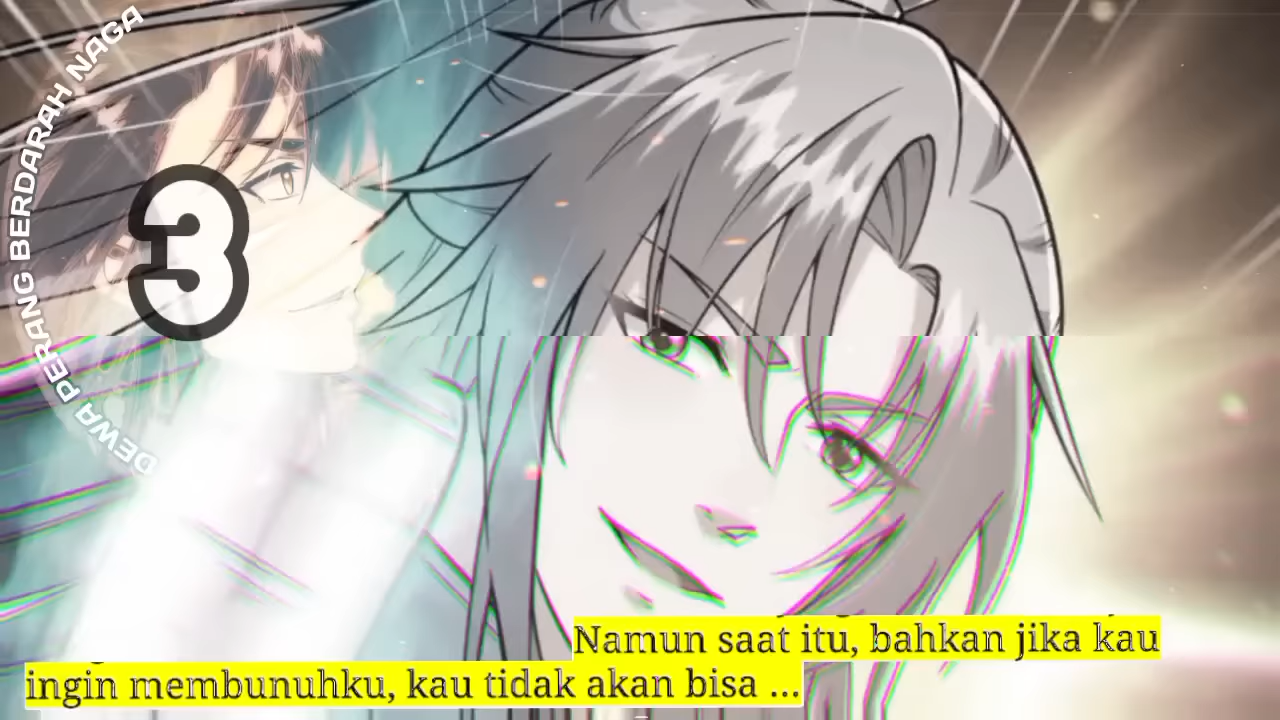 DEWA PERANG BERDARAH NAGA
3
Namun saat itu, bahkan jika kau
ingin membunuhku, kau tidak akan bisa ...